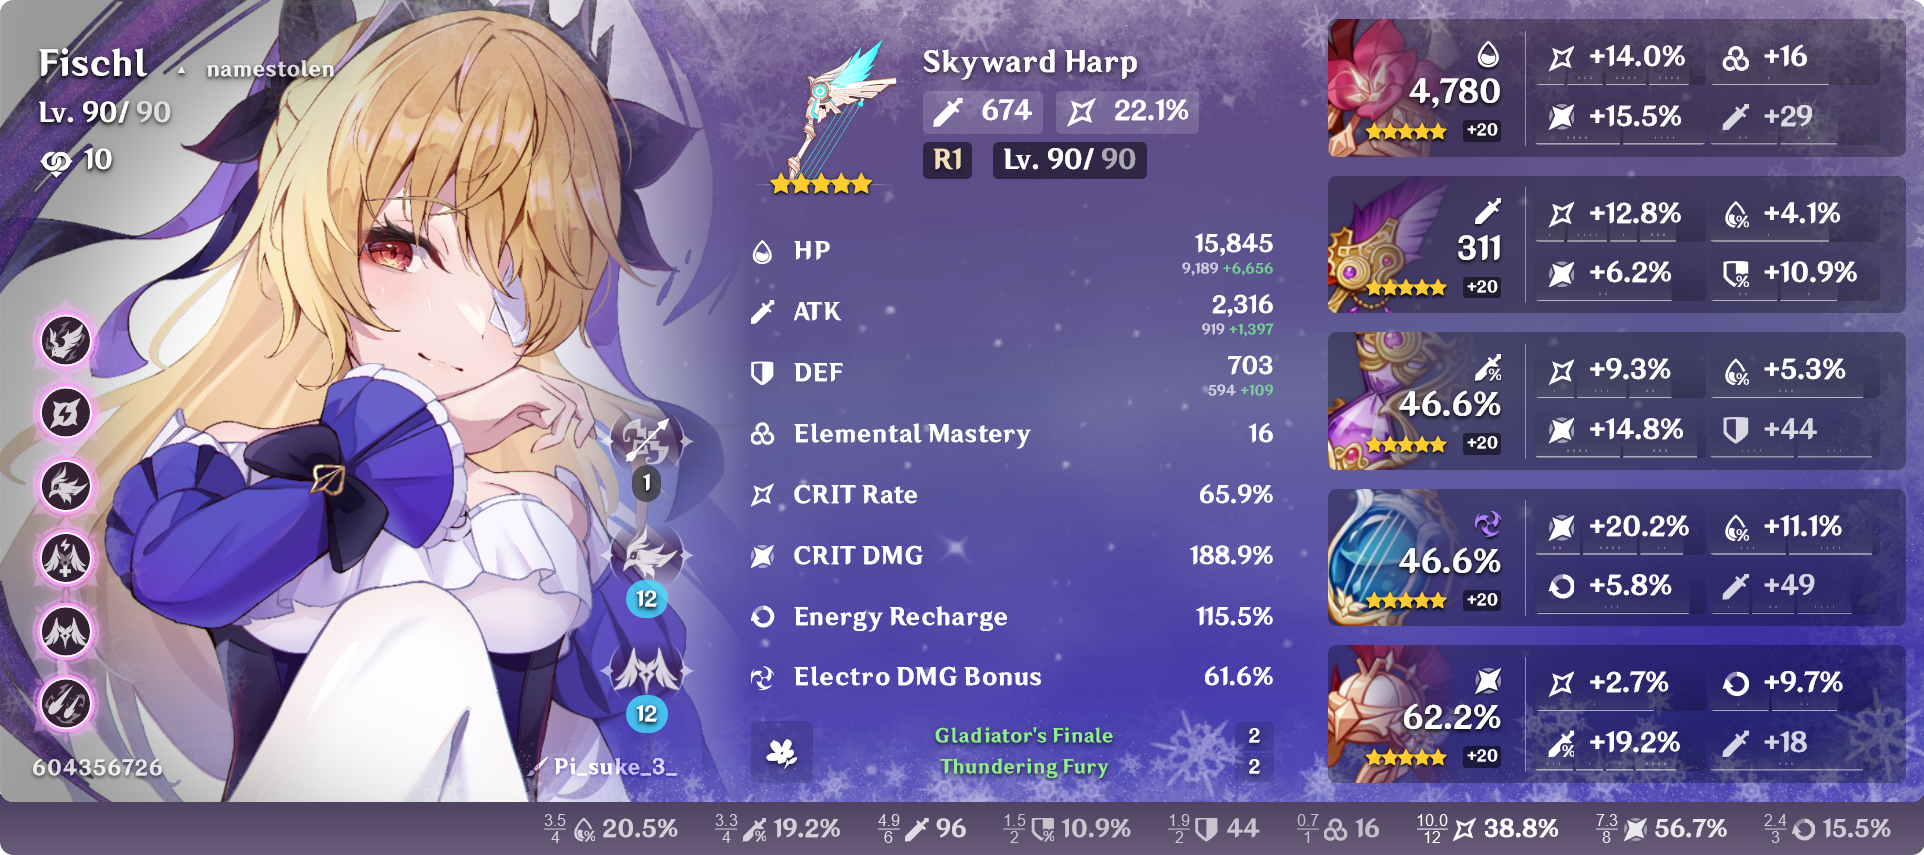 Fischl ▲ namestolen
Lv. 90/ 90
10
1
12
12
604356726
Pi_suke_3_
Skyward Harp
674 22.1%
R1 Lv. 90/ 90
HP 15,845
9,189 +6,656
ATK 2,316
919 +1,397
DEF 703
594 +109
Elemental Mastery 16
CRIT Rate 65.9%
CRIT DMG 188.9%
Energy Recharge 115.5%
Electro DMG Bonus 61.6%
Gladiator's Finale 2
Thundering Fury 2
4,780
+20
+14.0% +16
+15.5% +29
311
+20
+12.8% +4.1%
+6.2% +10.9%
46.6%
+20
+9.3% +5.3%
+14.8% +44
46.6%
+20
+20.2% +11.1%
+5.8% +49
62.2%
+20
+2.7% +9.7%
+19.2% +18
3.5/4 20.5% 3.3/4 19.2% 4.9/6 96 1.5/2 10.9% 1.9/2 44 0.7/1 16 10.0/12 38.8% 7.3/8 56.7% 2.4/3 15.5%